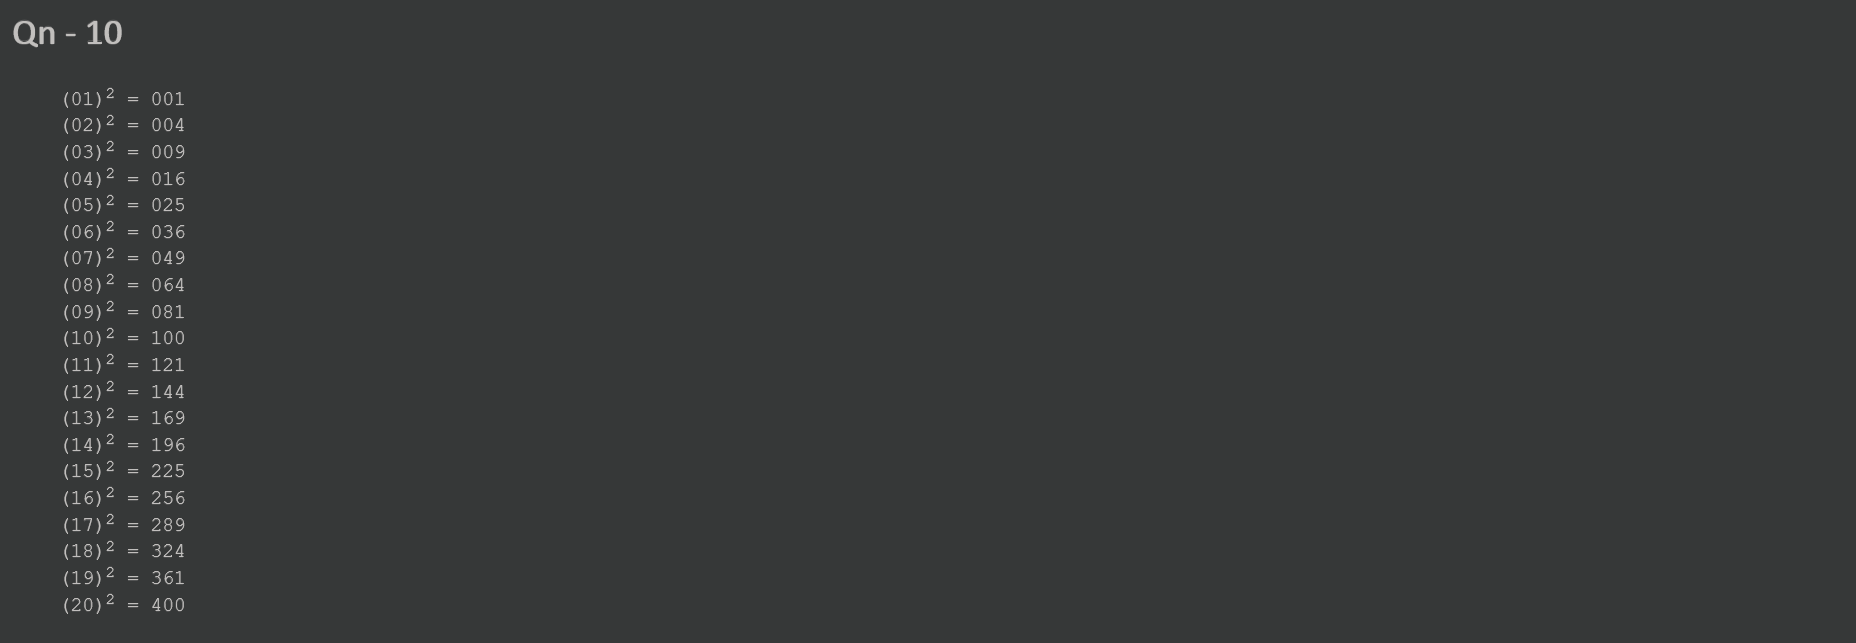 Qn - 10
(01)² = 001
(02)² = 004
(03)² = 009
(04)² = 016
(05)² = 025
(06)² = 036
(07)² = 049
(08)² = 064
(09)² = 081
(10)² = 100
(11)² = 121
(12)² = 144
(13)² = 169
(14)² = 196
(15)² = 225
(16)² = 256
(17)² = 289
(18)² = 324
(19)² = 361
(20)² = 400